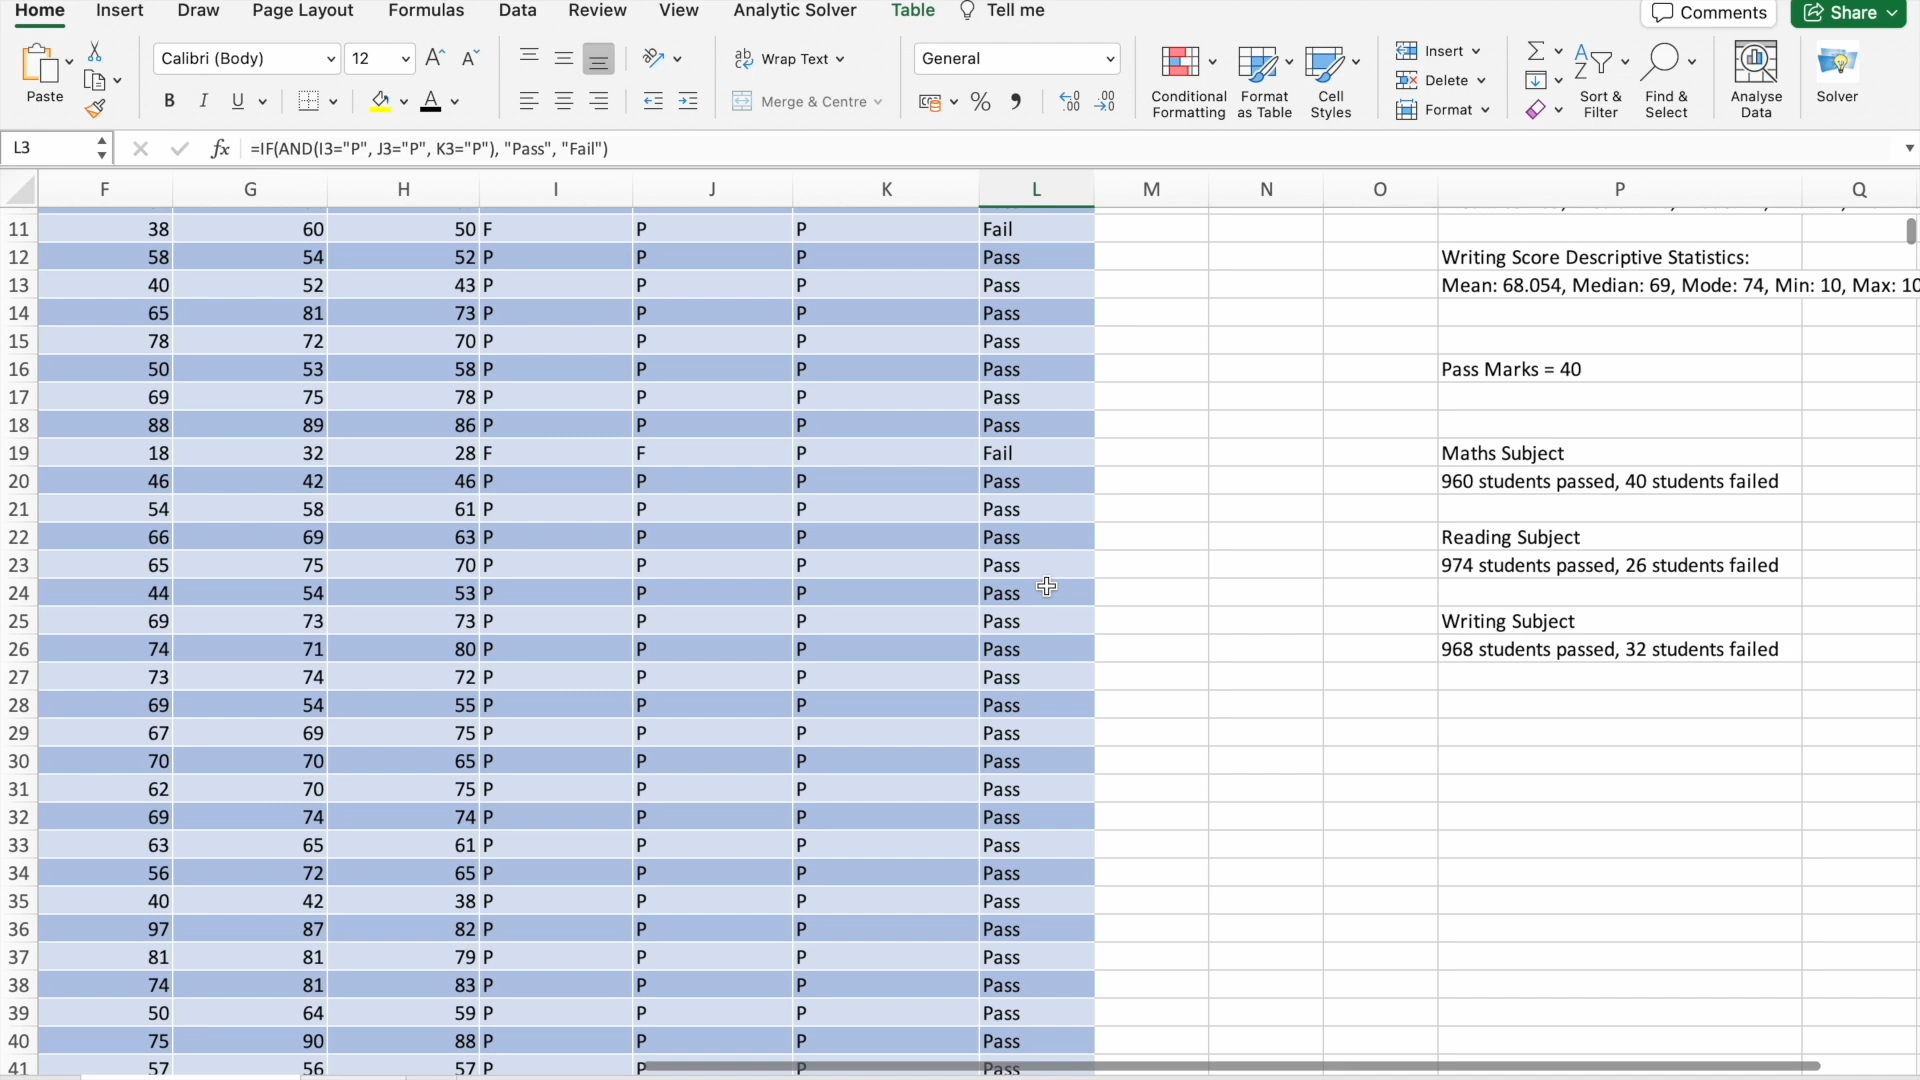 Home Insert Draw Page Layout Formulas Data Review View Analytic Solver Table Tell me Comments Share
Paste
Calibri (Body) 12
B I U A
Wrap Text
Merge & Centre
General
Conditional Formatting
Format as Table
Cell Styles
Insert
Delete
Format
Sort & Filter
Find & Select
Analyse Data
Solver
L3 fx =IF(AND(I3="P", J3="P", K3="P"), "Pass", "Fail")
F G H I J K L M N O P Q
11 38 60 50 F P P Fail
12 58 54 52 P P P Pass Writing Score Descriptive Statistics:
13 40 52 43 P P P Pass Mean: 68.054, Median: 69, Mode: 74, Min: 10, Max: 10
14 65 81 73 P P P Pass
15 78 72 70 P P P Pass
16 50 53 58 P P P Pass Pass Marks = 40
17 69 75 78 P P P Pass
18 88 89 86 P P P Pass
19 18 32 28 F F P Fail Maths Subject
20 46 42 46 P P P Pass 960 students passed, 40 students failed
21 54 58 61 P P P Pass
22 66 69 63 P P P Pass Reading Subject
23 65 75 70 P P P Pass 974 students passed, 26 students failed
24 44 54 53 P P P Pass
25 69 73 73 P P P Pass Writing Subject
26 74 71 80 P P P Pass 968 students passed, 32 students failed
27 73 74 72 P P P Pass
28 69 54 55 P P P Pass
29 67 69 75 P P P Pass
30 70 70 65 P P P Pass
31 62 70 75 P P P Pass
32 69 74 74 P P P Pass
33 63 65 61 P P P Pass
34 56 72 65 P P P Pass
35 40 42 38 P P P Pass
36 97 87 82 P P P Pass
37 81 81 79 P P P Pass
38 74 81 83 P P P Pass
39 50 64 59 P P P Pass
40 75 90 88 P P P Pass
41 57 56 57 P P P Pass